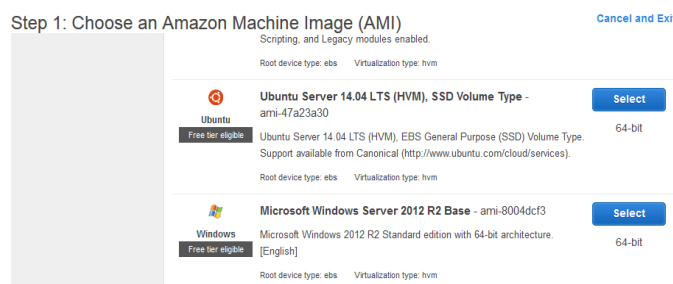 Step 1: Choose an Amazon Machine Image (AMI)
Cancel and Exi
Scripting, and Legacy modules enabled.
Root device type: ebs Virtualization type: hvm
Ubuntu
Free tier eligible
Ubuntu Server 14.04 LTS (HVM), SSD Volume Type -
ami-47a23a30
Ubuntu Server 14.04 LTS (HVM), EBS General Purpose (SSD) Volume Type.
Support available from Canonical (http://www.ubuntu.com/cloud/services).
Root device type: ebs Virtualization type: hvm
Select
64-bit
Windows
Free tier eligible
Microsoft Windows Server 2012 R2 Base - ami-8004dcf3
Microsoft Windows 2012 R2 Standard edition with 64-bit architecture.
[English]
Root device type: ebs Virtualization type: hvm
Select
64-bit